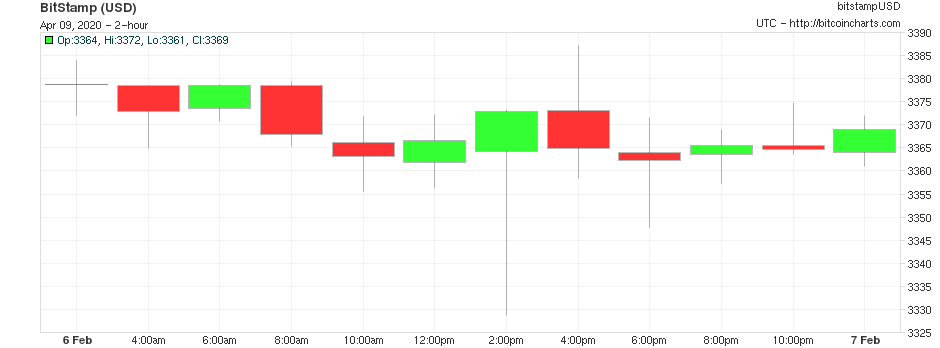 BitStamp (USD)
bitstampUSD
Apr 09, 2020 - 2-hour
UTC - http://bitcoincharts.com
Op:3364, Hi:3372, Lo:3361, Cl:3369
3390
3385
3380
3375
3370
3365
3360
3355
3350
3345
3340
3335
3330
3325
6 Feb 4:00am 6:00am 8:00am 10:00am 12:00pm 2:00pm 4:00pm 6:00pm 8:00pm 10:00pm 7 Feb